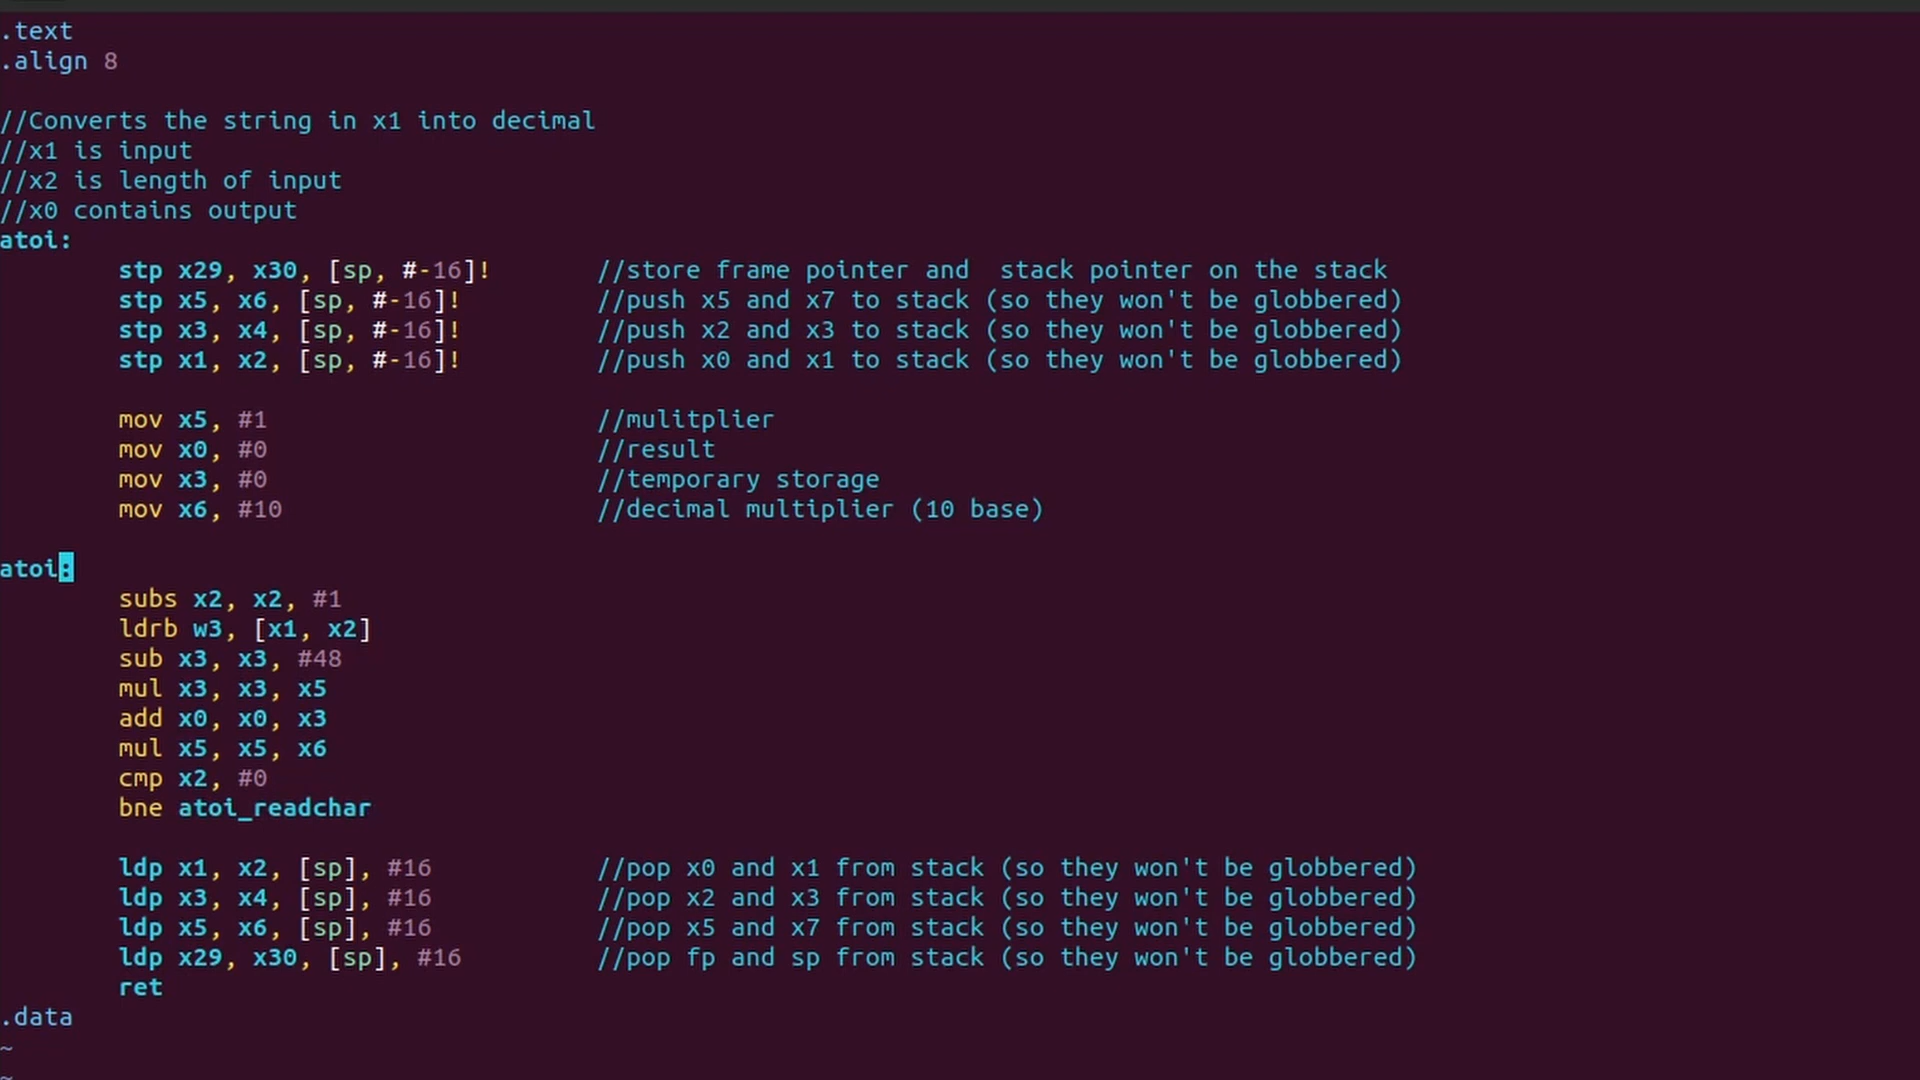 .text
.align 8
//Converts the string in x1 into decimal
//x1 is input
//x2 is length of input
//x0 contains output
atoi:
stp x29, x30, [sp, #-16]! //store frame pointer and  stack pointer on the stack
stp x5, x6, [sp, #-16]! //push x5 and x7 to stack (so they won't be globbered)
stp x3, x4, [sp, #-16]! //push x2 and x3 to stack (so they won't be globbered)
stp x1, x2, [sp, #-16]! //push x0 and x1 to stack (so they won't be globbered)
mov x5, #1 //mulitplier
mov x0, #0 //result
mov x3, #0 //temporary storage
mov x6, #10 //decimal multiplier (10 base)
atoi:
subs x2, x2, #1
ldrb w3, [x1, x2]
sub x3, x3, #48
mul x3, x3, x5
add x0, x0, x3
mul x5, x5, x6
cmp x2, #0
bne atoi_readchar
ldp x1, x2, [sp], #16 //pop x0 and x1 from stack (so they won't be globbered)
ldp x3, x4, [sp], #16 //pop x2 and x3 from stack (so they won't be globbered)
ldp x5, x6, [sp], #16 //pop x5 and x7 from stack (so they won't be globbered)
ldp x29, x30, [sp], #16 //pop fp and sp from stack (so they won't be globbered)
ret
.data
~
~